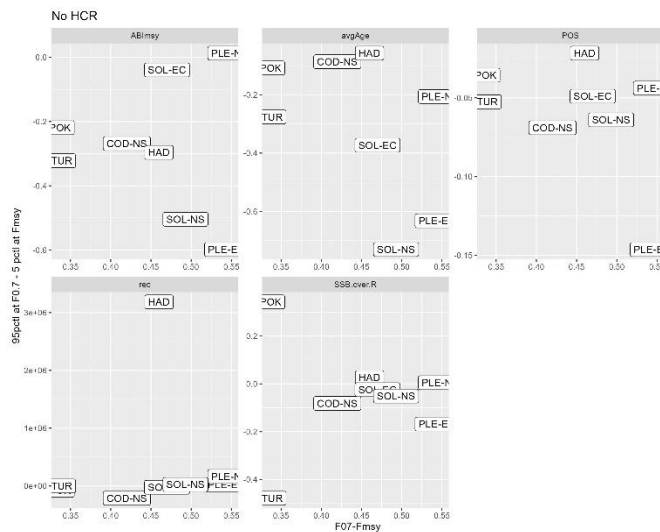 No HCR
ABImsy
avgAge
POS
95pctl at F0.7 - 5 pctl at Fmsy
0.0
-0.2
-0.4
-0.6
PLE-N
SOL-EC
POK
COD-NS
HAD
TUR
SOL-NS
PLE-E
0.35 0.40 0.45 0.50 0.55
-0.2
-0.4
-0.6
HAD
COD-NS
POK
PLE-NS
TUR
SOL-EC
PLE-E
SOL-NS
0.35 0.40 0.45 0.50 0.55
-0.05
-0.10
-0.15
HAD
POK
PLE-N
SOL-EC
TUR
SOL-NS
COD-NS
PLE-E
0.35 0.40 0.45 0.50 0.55
rec
SSB.over.R
3e+06
2e+06
1e+06
0e+00
HAD
PLE-N
TUR
SOL-NS
COD-NS
0.35 0.40 0.45 0.50 0.55
0.2
0.0
-0.2
-0.4
POK
HAD
PLE-N
SOL-NS
COD-NS
PLE-E
TUR
0.35 0.40 0.45 0.50 0.55
F07-Fmsy